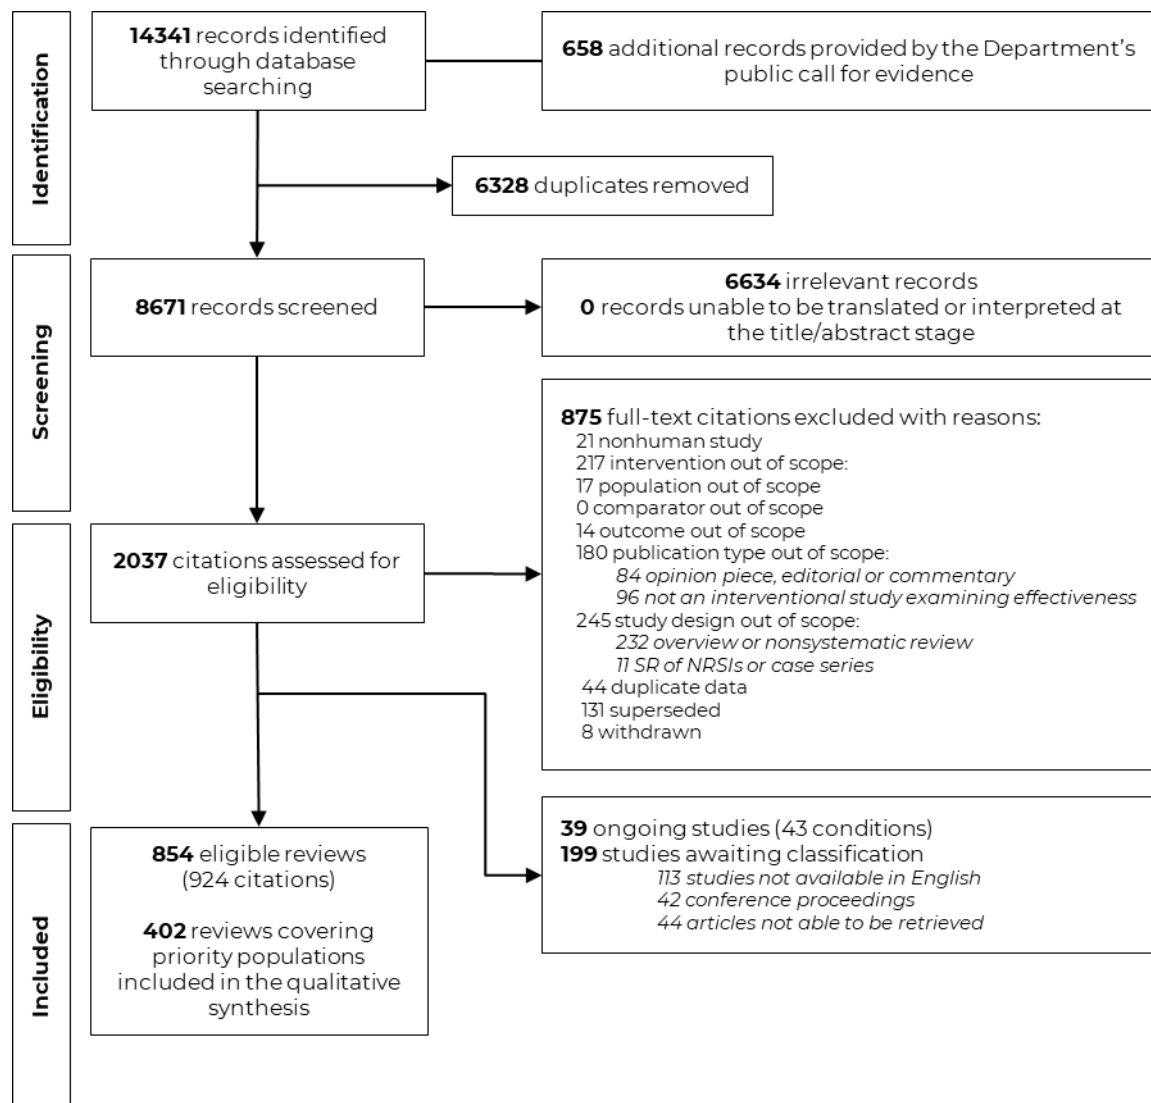 Identification
14341 records identified
through database
searching
658 additional records provided by the Department's
public call for evidence
6328 duplicates removed
Screening
8671 records screened
6634 irrelevant records
0 records unable to be translated or interpreted at
the title/abstract stage
Eligibility
2037 citations assessed for
eligibility
875 full-text citations excluded with reasons:
21 nonhuman study
217 intervention out of scope:
17 population out of scope
0 comparator out of scope
14 outcome out of scope
180 publication type out of scope:
84 opinion piece, editorial or commentary
96 not an interventional study examining effectiveness
245 study design out of scope:
232 overview or nonsystematic review
11 SR of NRSIs or case series
44 duplicate data
131 superseded
8 withdrawn
Included
854 eligible reviews
(924 citations)
402 reviews covering
priority populations
included in the qualitative
synthesis
39 ongoing studies (43 conditions)
199 studies awaiting classification
113 studies not available in English
42 conference proceedings
44 articles not able to be retrieved